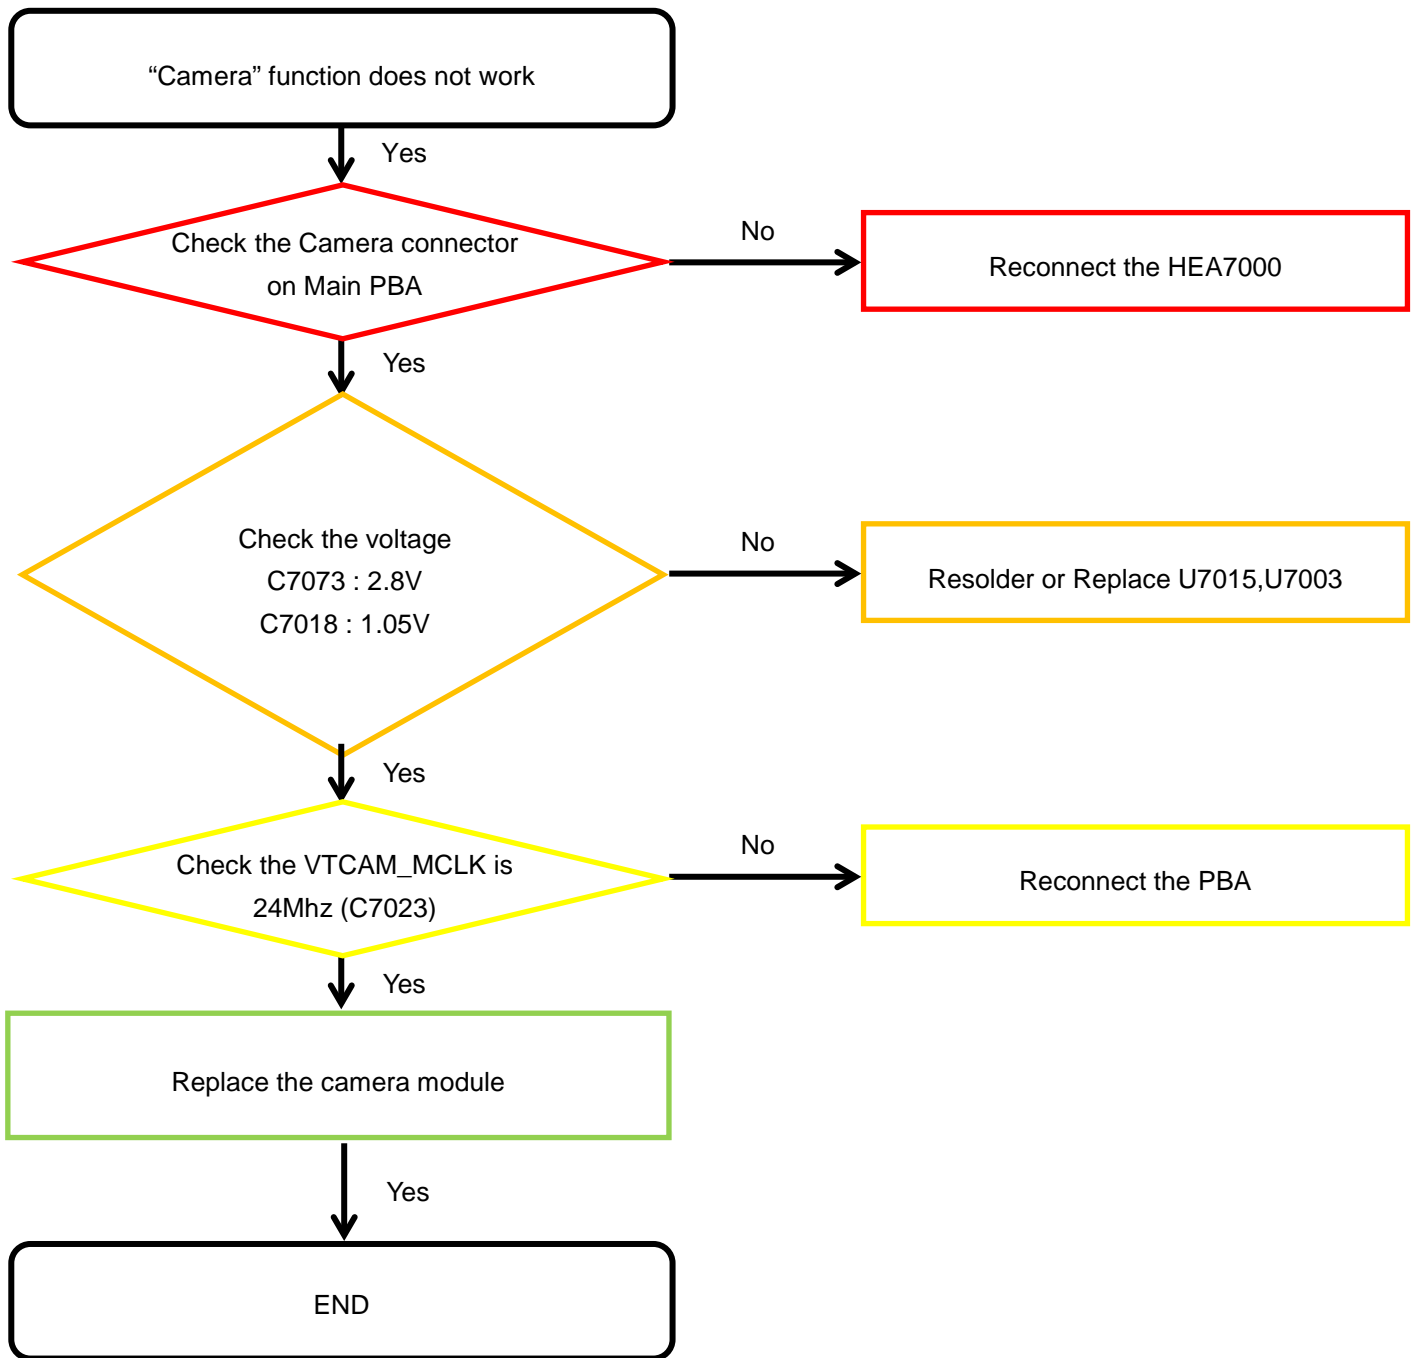 “Camera” function does not work
Yes
Check the Camera connector
on Main PBA
No
Reconnect the HEA7000
Yes
Check the voltage
C7073 : 2.8V
C7018 : 1.05V
No
Resolder or Replace U7015,U7003
Yes
Check the VTCAM_MCLK is
24Mhz (C7023)
No
Reconnect the PBA
Yes
Replace the camera module
Yes
END